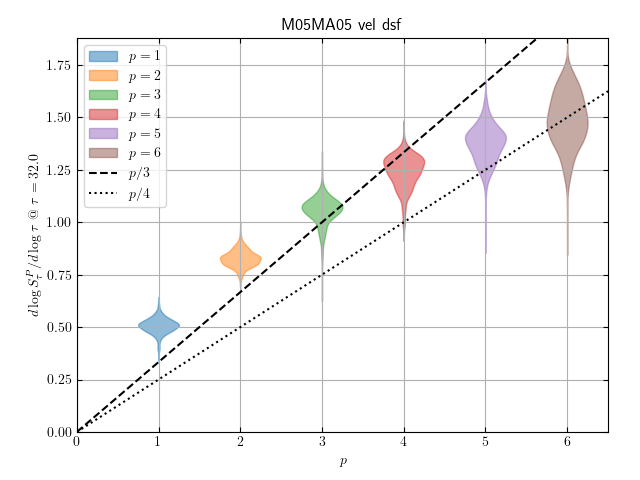 M05MA05 vel dsf
1.75
1.50
1.25
1.00
0.75
0.50
0.25
0.00
d log S_τ^p / d log τ @ τ = 32.0
p = 1
p = 2
p = 3
p = 4
p = 5
p = 6
p/3
p/4
0 1 2 3 4 5 6
p